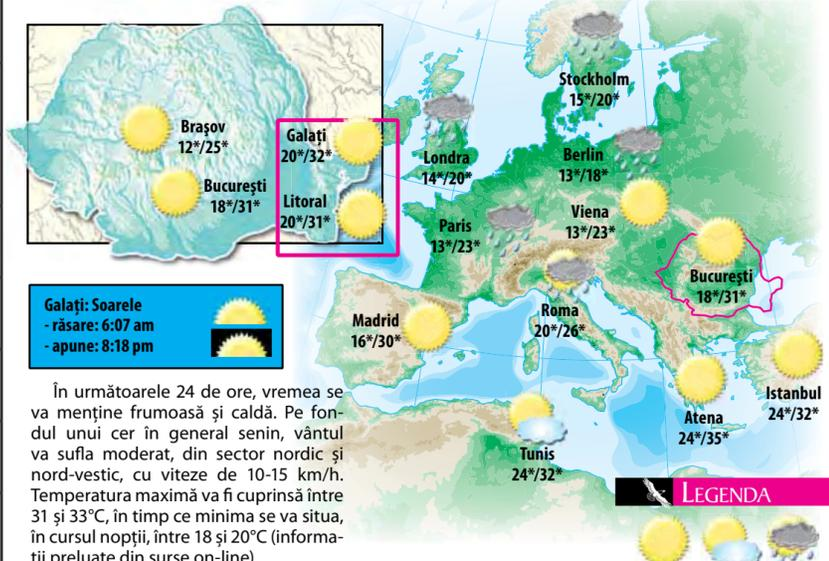 Brașov
12*/25*
București
18*/31*
Galați
20*/32*
Litoral
20*/31*
Stockholm
15*/20*
Londra
14*/20*
Berlin
13*/18*
Paris
13*/23*
Viena
13*/23*
București
18*/31*
Roma
20*/26*
Madrid
16*/30*
Atena
24*/35*
Istanbul
24*/32*
Tunis
24*/32*
Galați: Soarele
- răsare: 6:07 am
- apune: 8:18 pm
În următoarele 24 de ore, vremea se
va menține frumoasă și caldă. Pe fon-
dul unui cer în general senin, vântul
va sufla moderat, din sector nordic și
nord-vestic, cu viteze de 10-15 km/h.
Temperatura maximă va fi cuprinsă între
31 și 33°C, în timp ce minima se va situa,
în cursul nopții, între 18 și 20°C (informa-
ții preluate din surse on-line).
LEGENDA